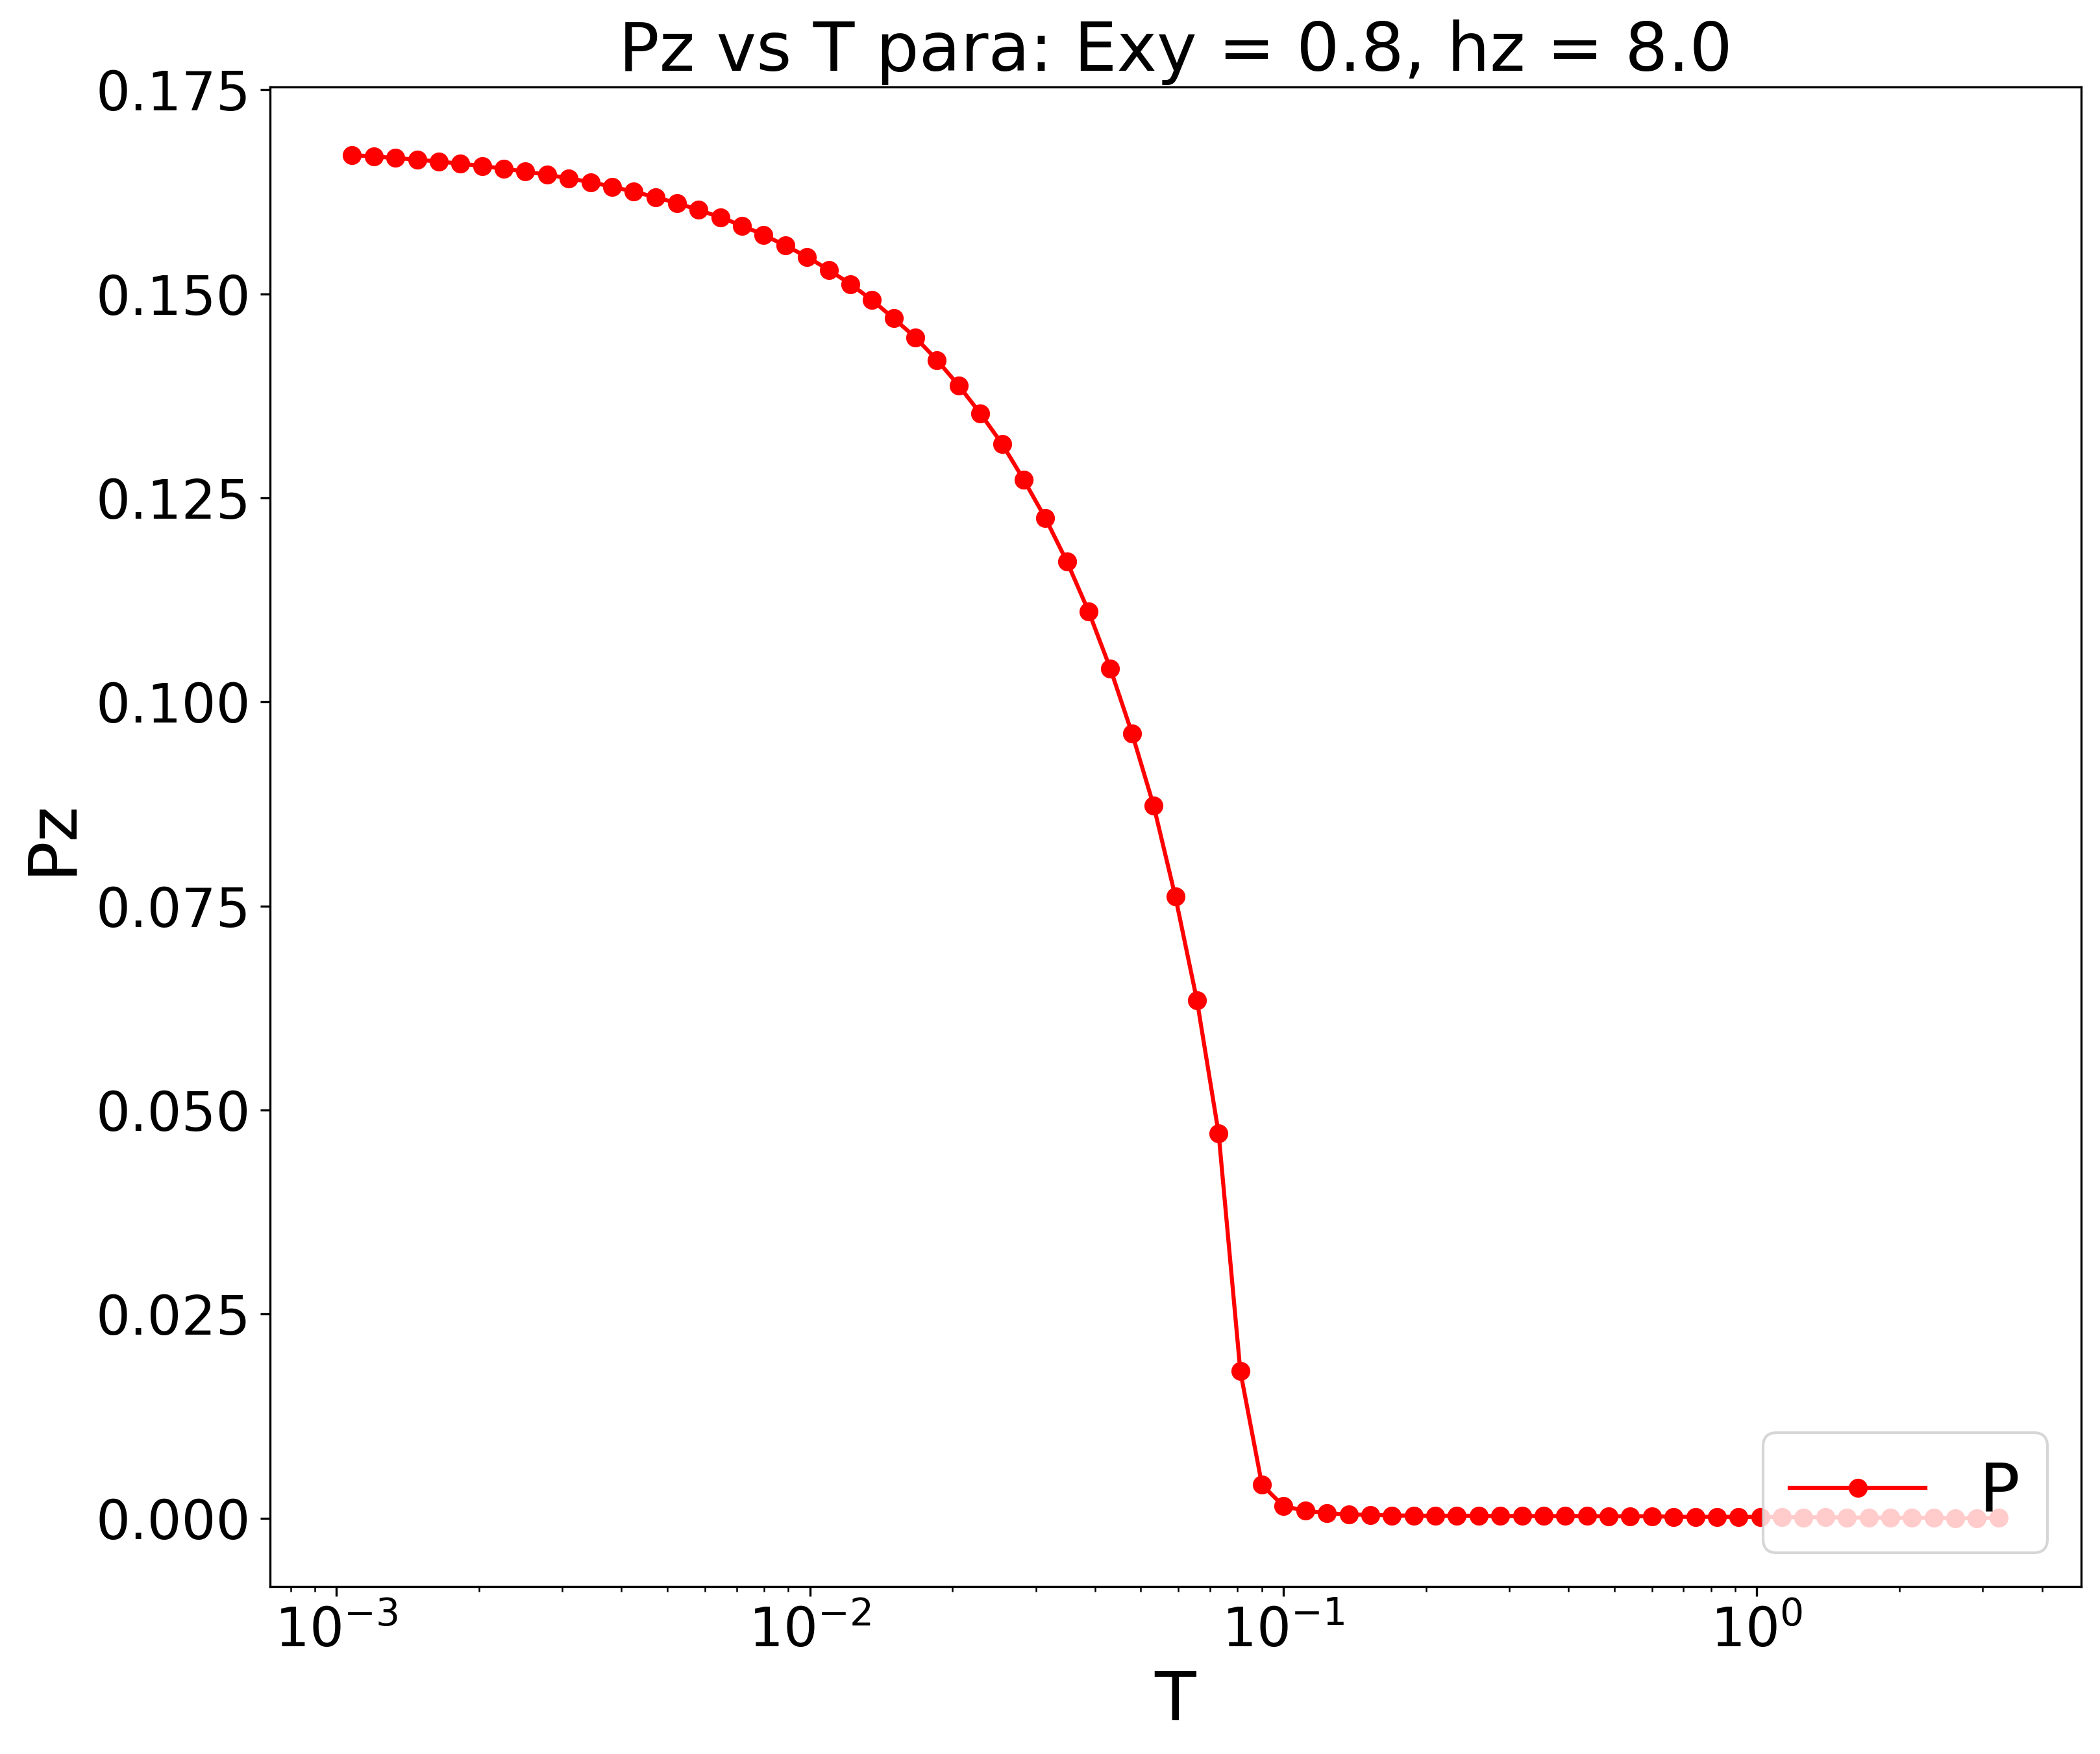 Pz vs T para: Exy = 0.8, hz = 8.0
0.175
0.150
0.125
0.100
0.075
0.050
0.025
0.000
Pz
P
10⁻³ 10⁻² 10⁻¹ 10⁰
T